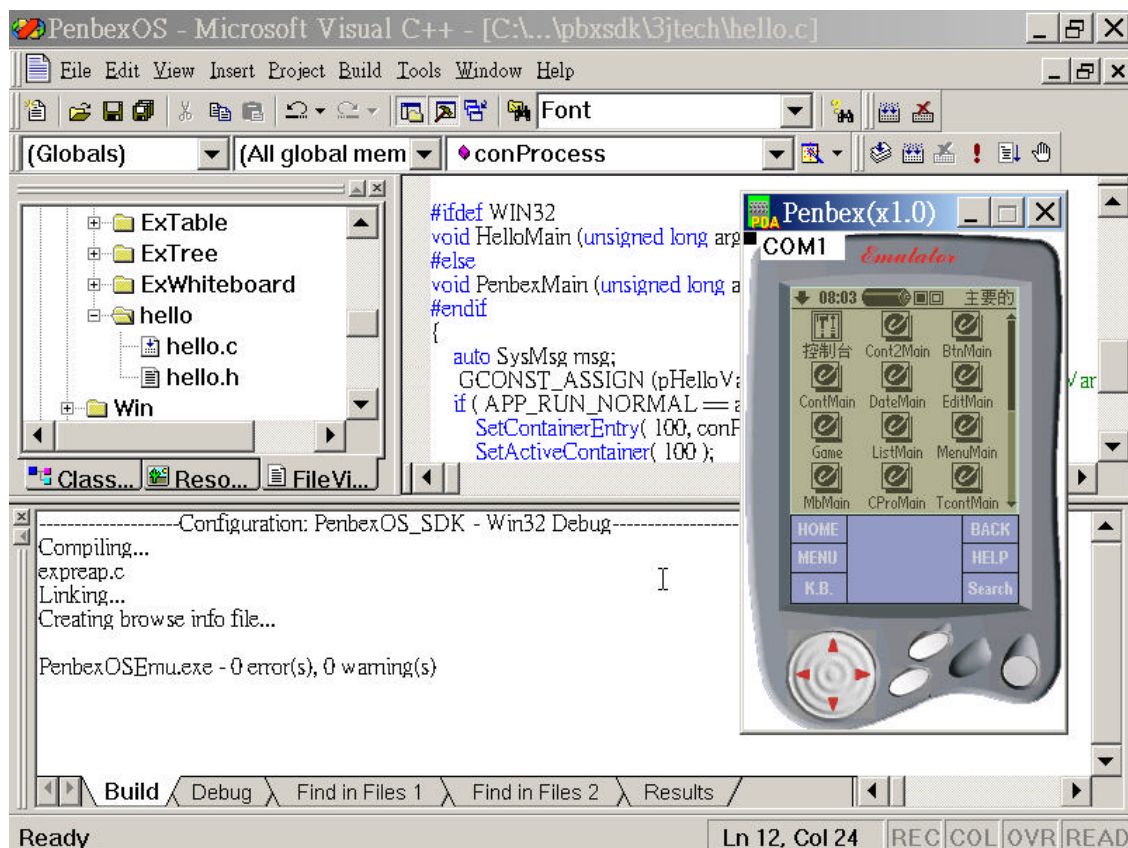 PenbexOS - Microsoft Visual C++ - [C:\...\pbxsdk\3jtech\hello.c]
File Edit View Insert Project Build Tools Window Help
Font
(Globals) (All global mem conProcess
ExTable
ExTree
ExWhiteboard
hello
hello.c
hello.h
Win
Class... Reso... FileVi...
#ifdef WIN32
void HelloMain (unsigned long arg
#else
void PenbexMain (unsigned long a
#endif
{
auto SysMsg msg;
GCONST_ASSIGN (pHelloVa
Var
if ( APP_RUN_NORMAL == a
SetContainerEntry( 100, conP
SetActiveContainer( 100 );
PDA Penbex(x1.0)
COM1
Emulator
08:03 主要的
控制台 Cont2Main BtnMain
ContMain DateMain EditMain
Game ListMain MenuMain
MbMain CProMain TcontMain
HOME BACK
MENU HELP
K.B. Search
--------------------Configuration: PenbexOS_SDK - Win32 Debug--------------------
Compiling...
expreap.c
Linking...
Creating browse info file...
PenbexOSEmu.exe - 0 error(s), 0 warning(s)
Build Debug Find in Files 1 Find in Files 2 Results
Ready Ln 12, Col 24 REC COL OVR READ